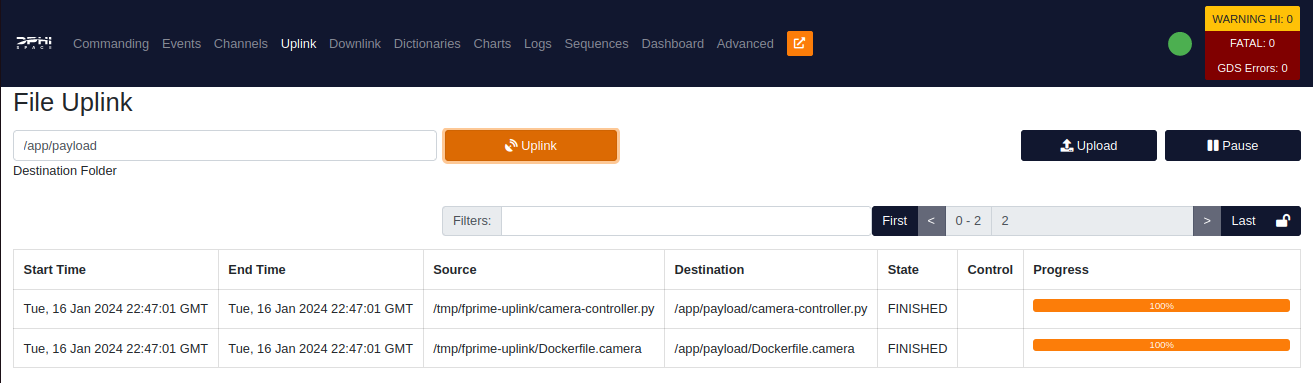 DPHI
SPACE
Commanding Events Channels Uplink Downlink Dictionaries Charts Logs Sequences Dashboard Advanced
WARNING HI: 0
FATAL: 0
GDS Errors: 0
File Uplink
/app/payload Uplink Upload Pause
Destination Folder
Filters: First < 0 - 2 2 > Last
Start Time End Time Source Destination State Control Progress
Tue, 16 Jan 2024 22:47:01 GMT Tue, 16 Jan 2024 22:47:01 GMT /tmp/fprime-uplink/camera-controller.py /app/payload/camera-controller.py FINISHED 100%
Tue, 16 Jan 2024 22:47:01 GMT Tue, 16 Jan 2024 22:47:01 GMT /tmp/fprime-uplink/Dockerfile.camera /app/payload/Dockerfile.camera FINISHED 100%